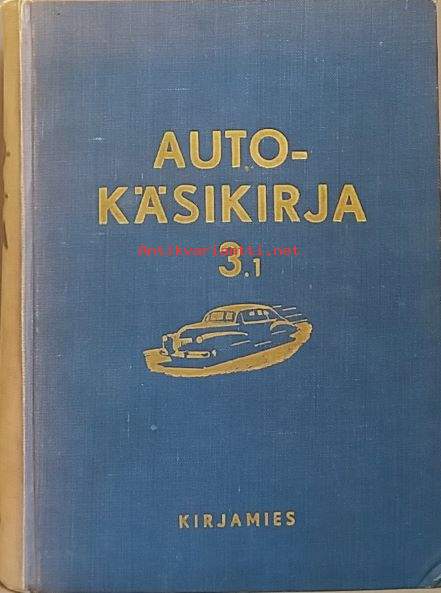 AUTO-
KÄSIKIRJA
Antikvariaatti.net
3.1
KIRJAMIES